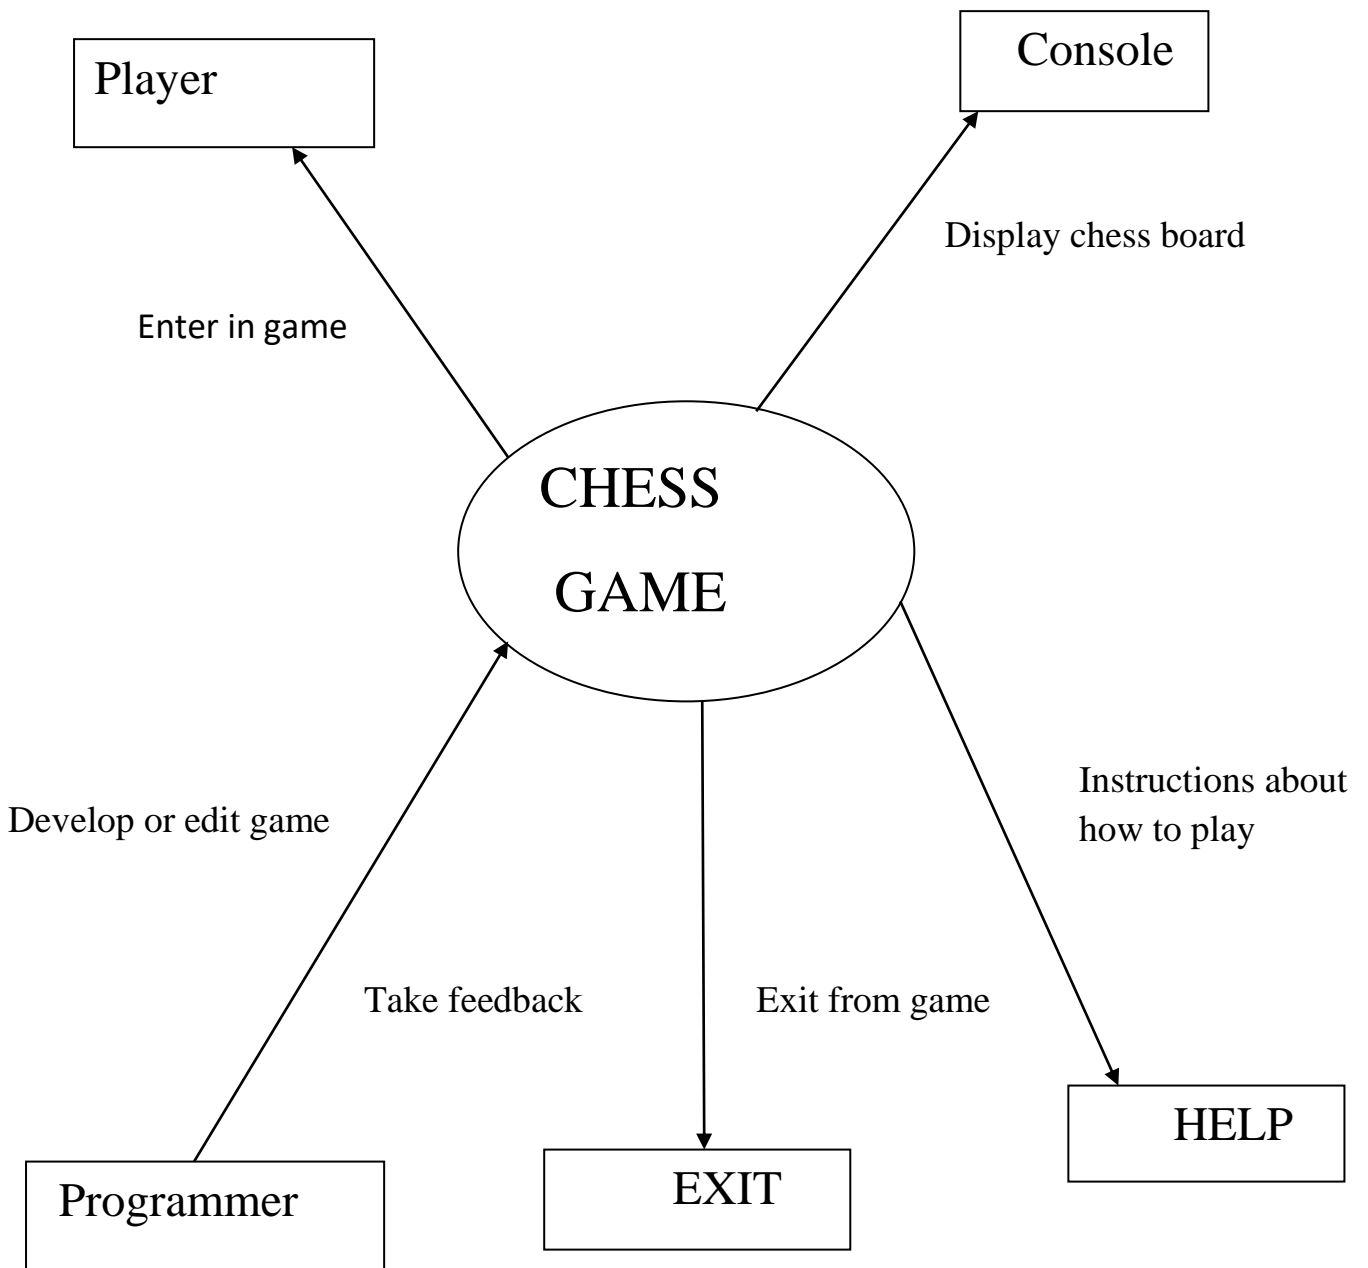 Player
Console
Display chess board
Enter in game
CHESS
GAME
Instructions about
how to play
Develop or edit game
Take feedback
Exit from game
HELP
Programmer
EXIT